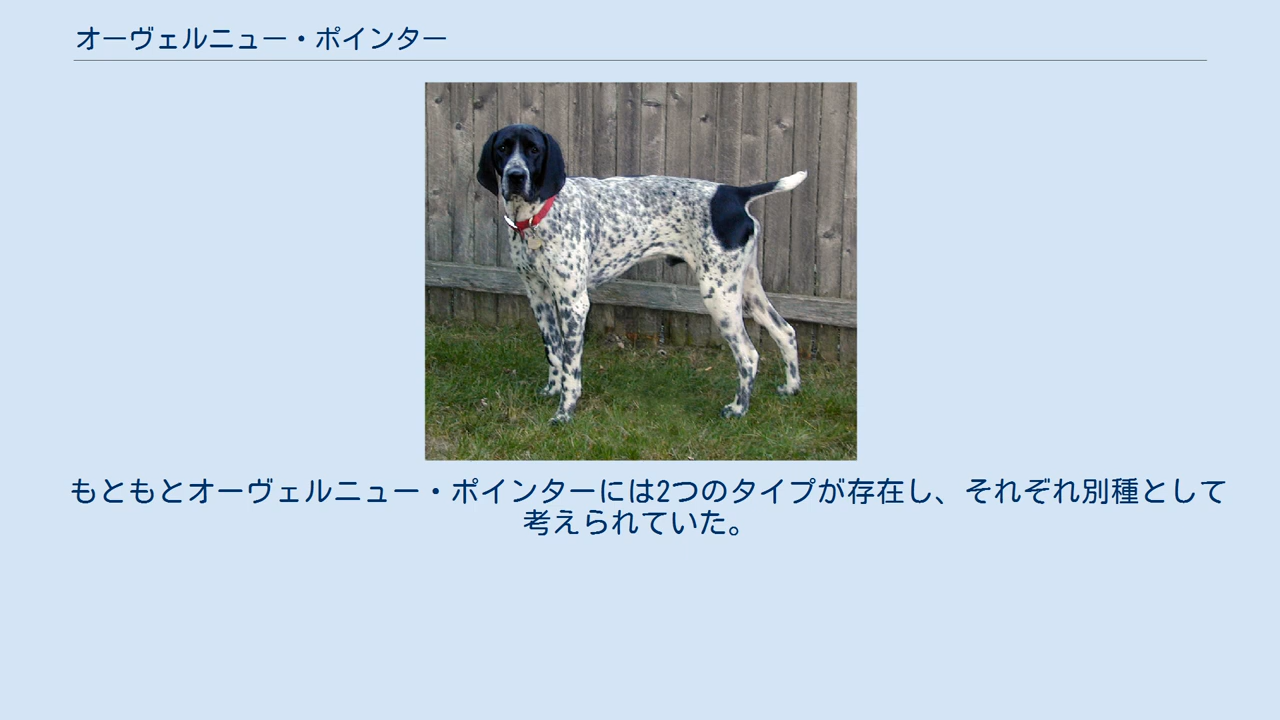 オーヴェルニュー・ポインター
もともとオーヴェルニュー・ポインターには2つのタイプが存在し、それぞれ別種として
考えられていた。